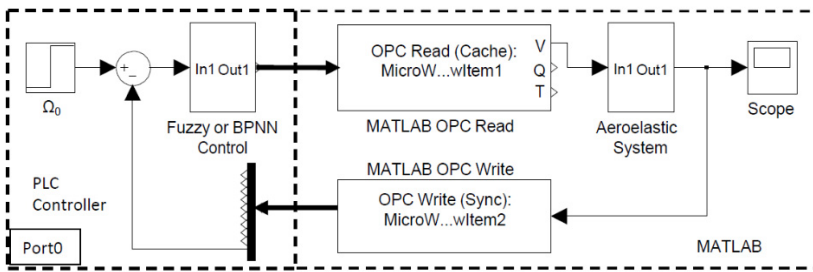 Ω0
+
−
In1 Out1
Fuzzy or BPNN
Control
OPC Read (Cache):
MicroW...wItem1
V
Q
T
MATLAB OPC Read
In1 Out1
Aeroelastic
System
Scope
PLC
Controller
Port0
MATLAB OPC Write
OPC Write (Sync):
MicroW...wItem2
MATLAB